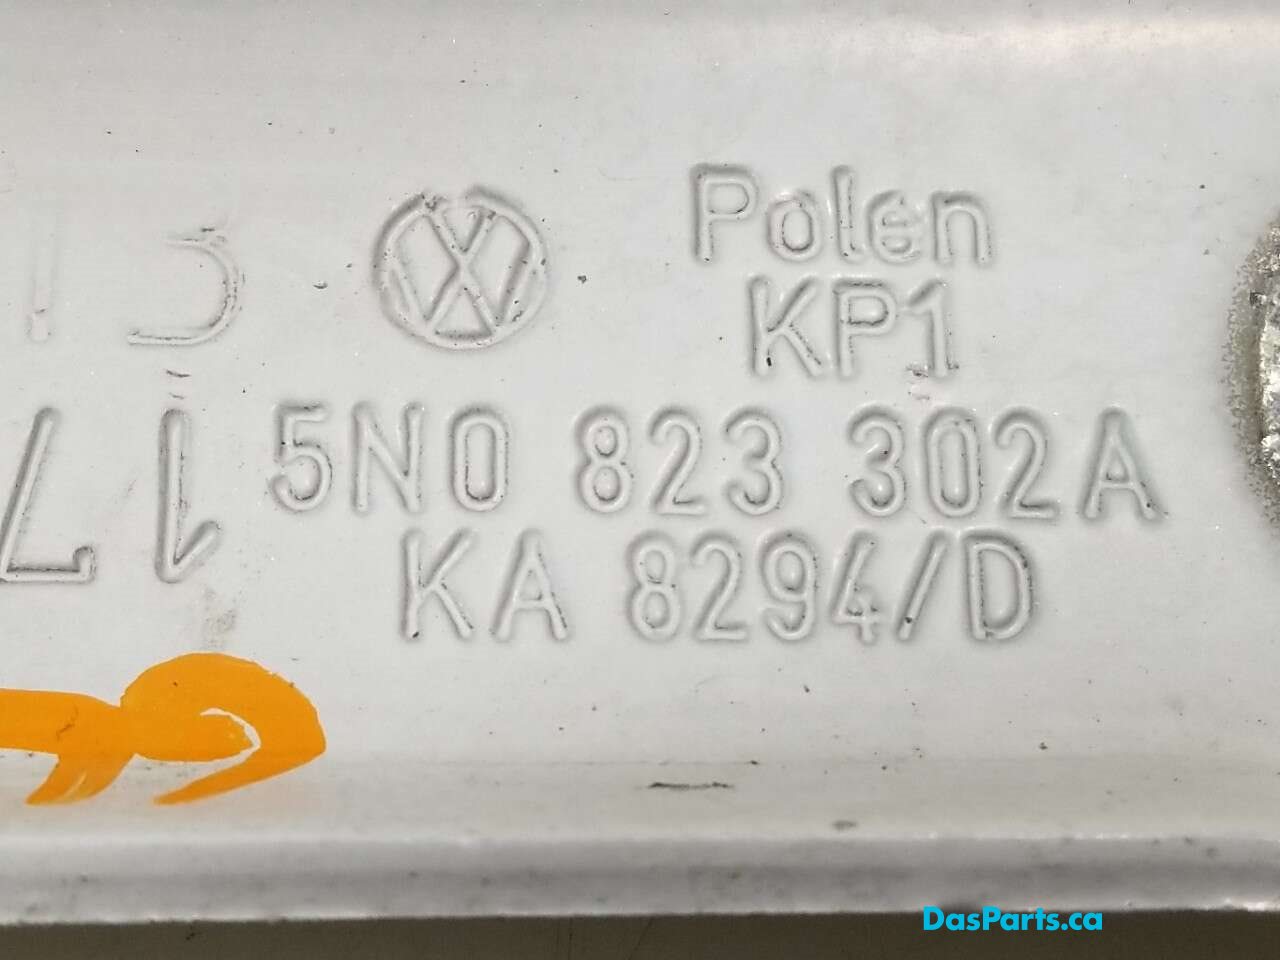 Polen
KP1
5N0 823 302A
KA 8294/D
DasParts.ca